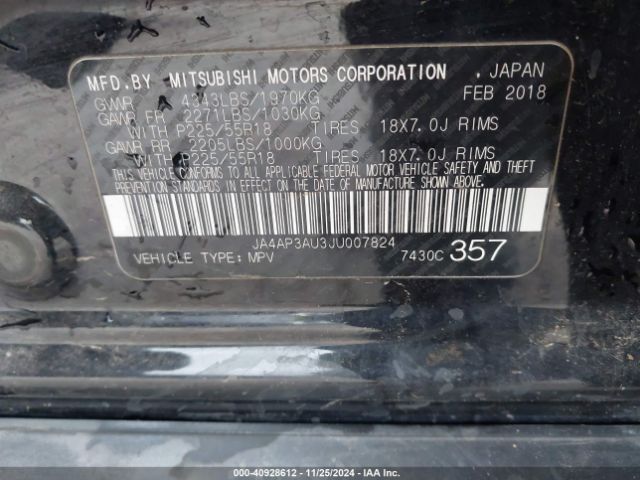 MFD.BY MITSUBISHI MOTORS CORPORATION , JAPAN
GVWR 4343LBS/1970KG FEB 2018
GAWR FR 2271LBS/1030KG
WITH P225/55R18 TIRES 18X7.0J RIMS
GAWR RR 2205LBS/1000KG
WITH P225/55R18 TIRES 18X7.0J RIMS
THIS VEHICLE CONFORMS TO ALL APPLICABLE FEDERAL MOTOR VEHICLE SAFETY AND THEFT
PREVENTION STANDARDS IN EFFECT ON THE DATE OF MANUFACTURE SHOWN ABOVE.
JA4AP3AU3JU007824
VEHICLE TYPE: MPV 7430C 357
000-40928612 - 11/25/2024 - IAA Inc.